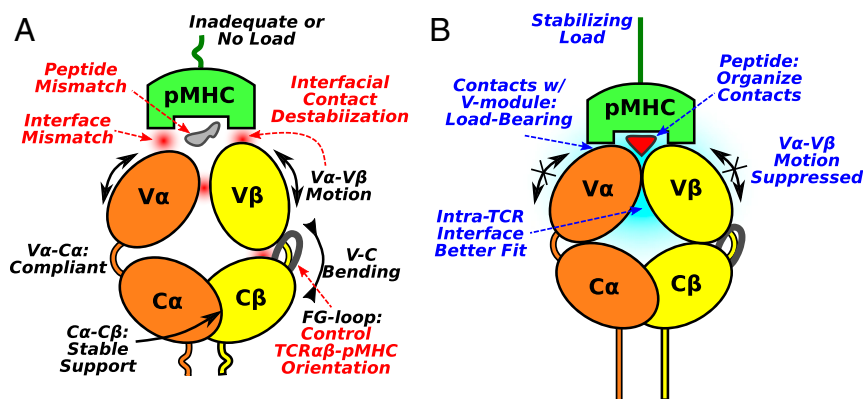 A
Inadequate or
No Load
Peptide
Mismatch
pMHC
Interfacial
Contact
Destabiization
Interface
Mismatch
Vα
Vβ
Vα-Vβ
Motion
Vα-Cα:
Compliant
V-C
Bending
Cα
Cβ
Cα-Cβ:
Stable
Support
FG-loop:
Control
TCRαβ-pMHC
Orientation
B
Stabilizing
Load
Peptide:
Organize
Contacts
Contacts w/
V-module:
Load-Bearing
pMHC
Vα-Vβ
Motion
Suppressed
Vα
Vβ
Intra-TCR
Interface
Better Fit
Cα
Cβ